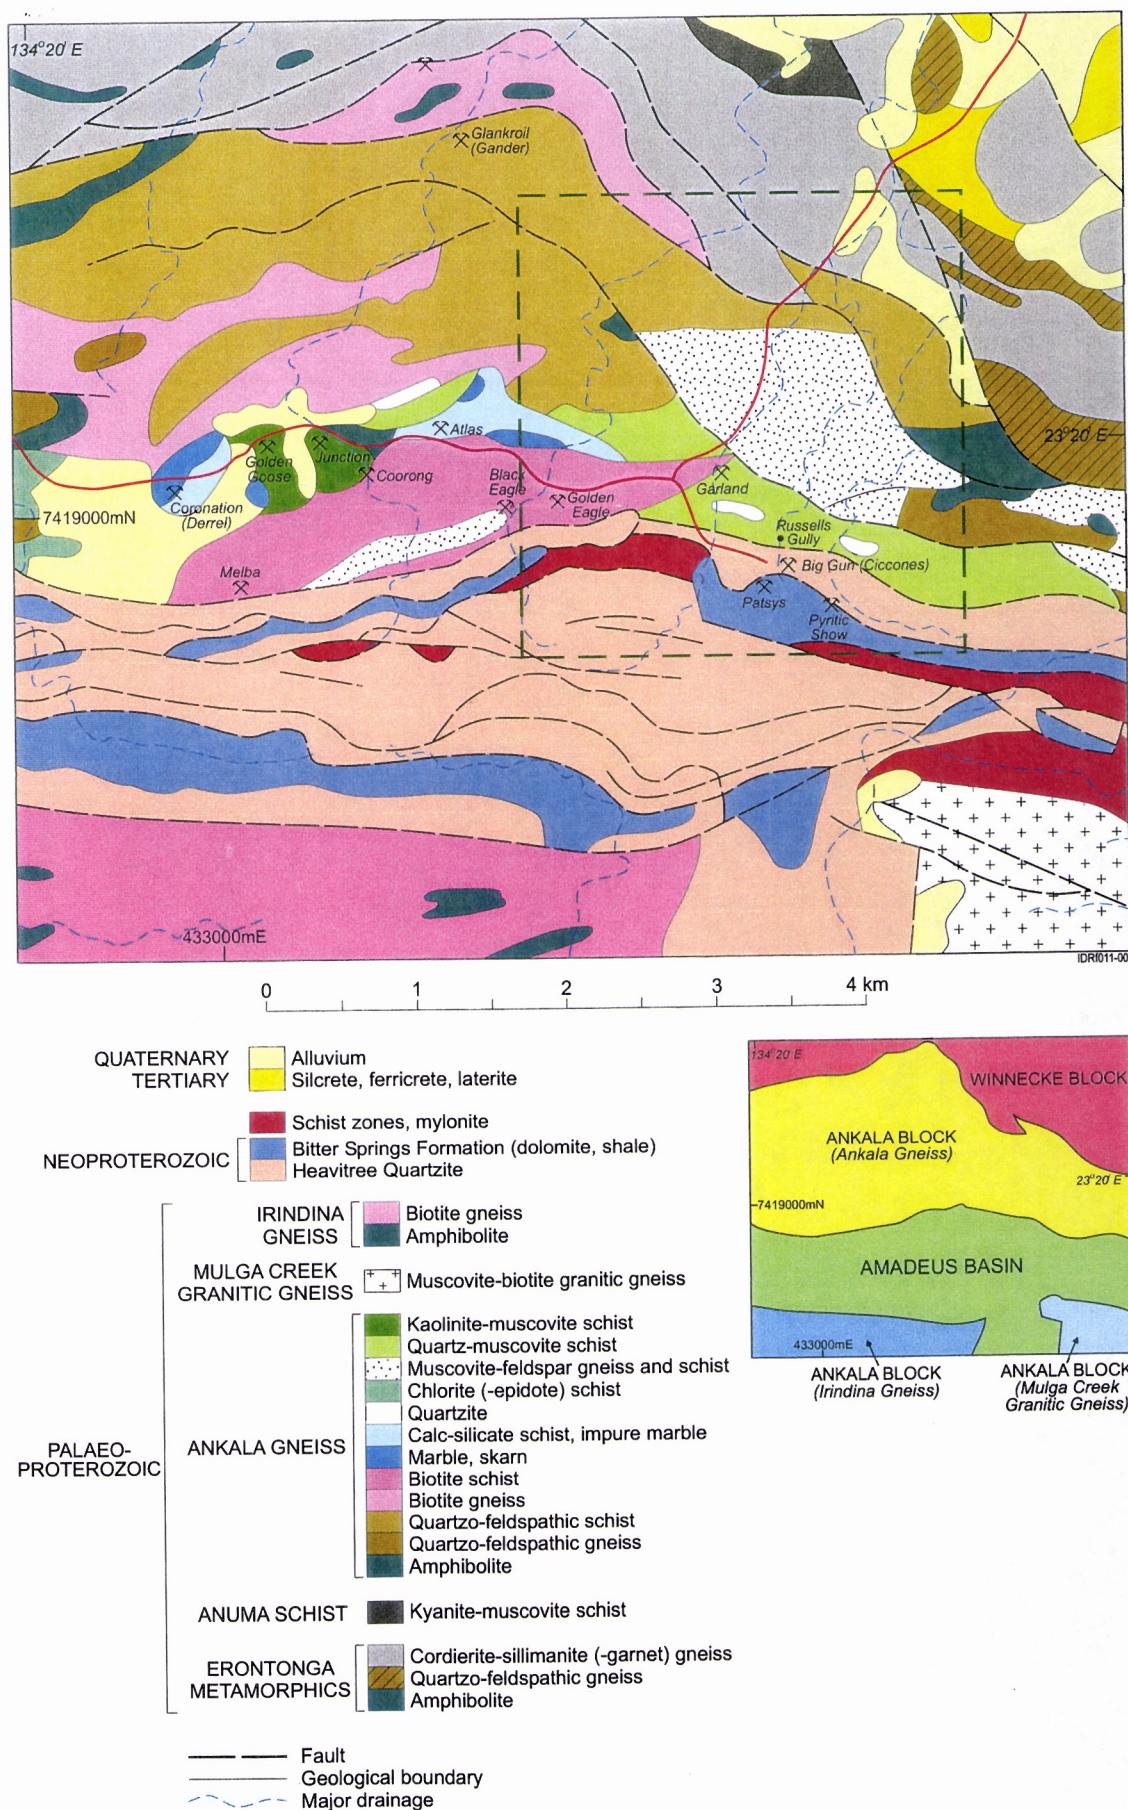 134°20' E
Glankroil
(Gander)
23°20' E
Atlas
Golden
Goose
Junction
Coorong
Black
Eagle
Golden
Eagle
Garland
Coronation
(Derrel)
7419000mN
Russells
Gully
Big Gun (Ciccones)
Melba
Patsys
Pyritic
Show
433000mE
IDRf011-00
0 1 2 3 4 km
QUATERNARY Alluvium
TERTIARY Silcrete, ferricrete, laterite
Schist zones, mylonite
NEOPROTEROZOIC
Bitter Springs Formation (dolomite, shale)
Heavitree Quartzite
PALAEO-
PROTEROZOIC
IRINDINA
GNEISS
Biotite gneiss
Amphibolite
MULGA CREEK
GRANITIC GNEISS
Muscovite-biotite granitic gneiss
ANKALA GNEISS
Kaolinite-muscovite schist
Quartz-muscovite schist
Muscovite-feldspar gneiss and schist
Chlorite (-epidote) schist
Quartzite
Calc-silicate schist, impure marble
Marble, skarn
Biotite schist
Biotite gneiss
Quartzo-feldspathic schist
Quartzo-feldspathic gneiss
Amphibolite
ANUMA SCHIST
Kyanite-muscovite schist
ERONTONGA
METAMORPHICS
Cordierite-sillimanite (-garnet) gneiss
Quartzo-feldspathic gneiss
Amphibolite
Fault
Geological boundary
Major drainage
134°20' E
WINNECKE BLOCK
ANKALA BLOCK
(Ankala Gneiss)
23°20' E
7419000mN
AMADEUS BASIN
433000mE
ANKALA BLOCK
(Irindina Gneiss)
ANKALA BLOCK
(Mulga Creek
Granitic Gneiss)